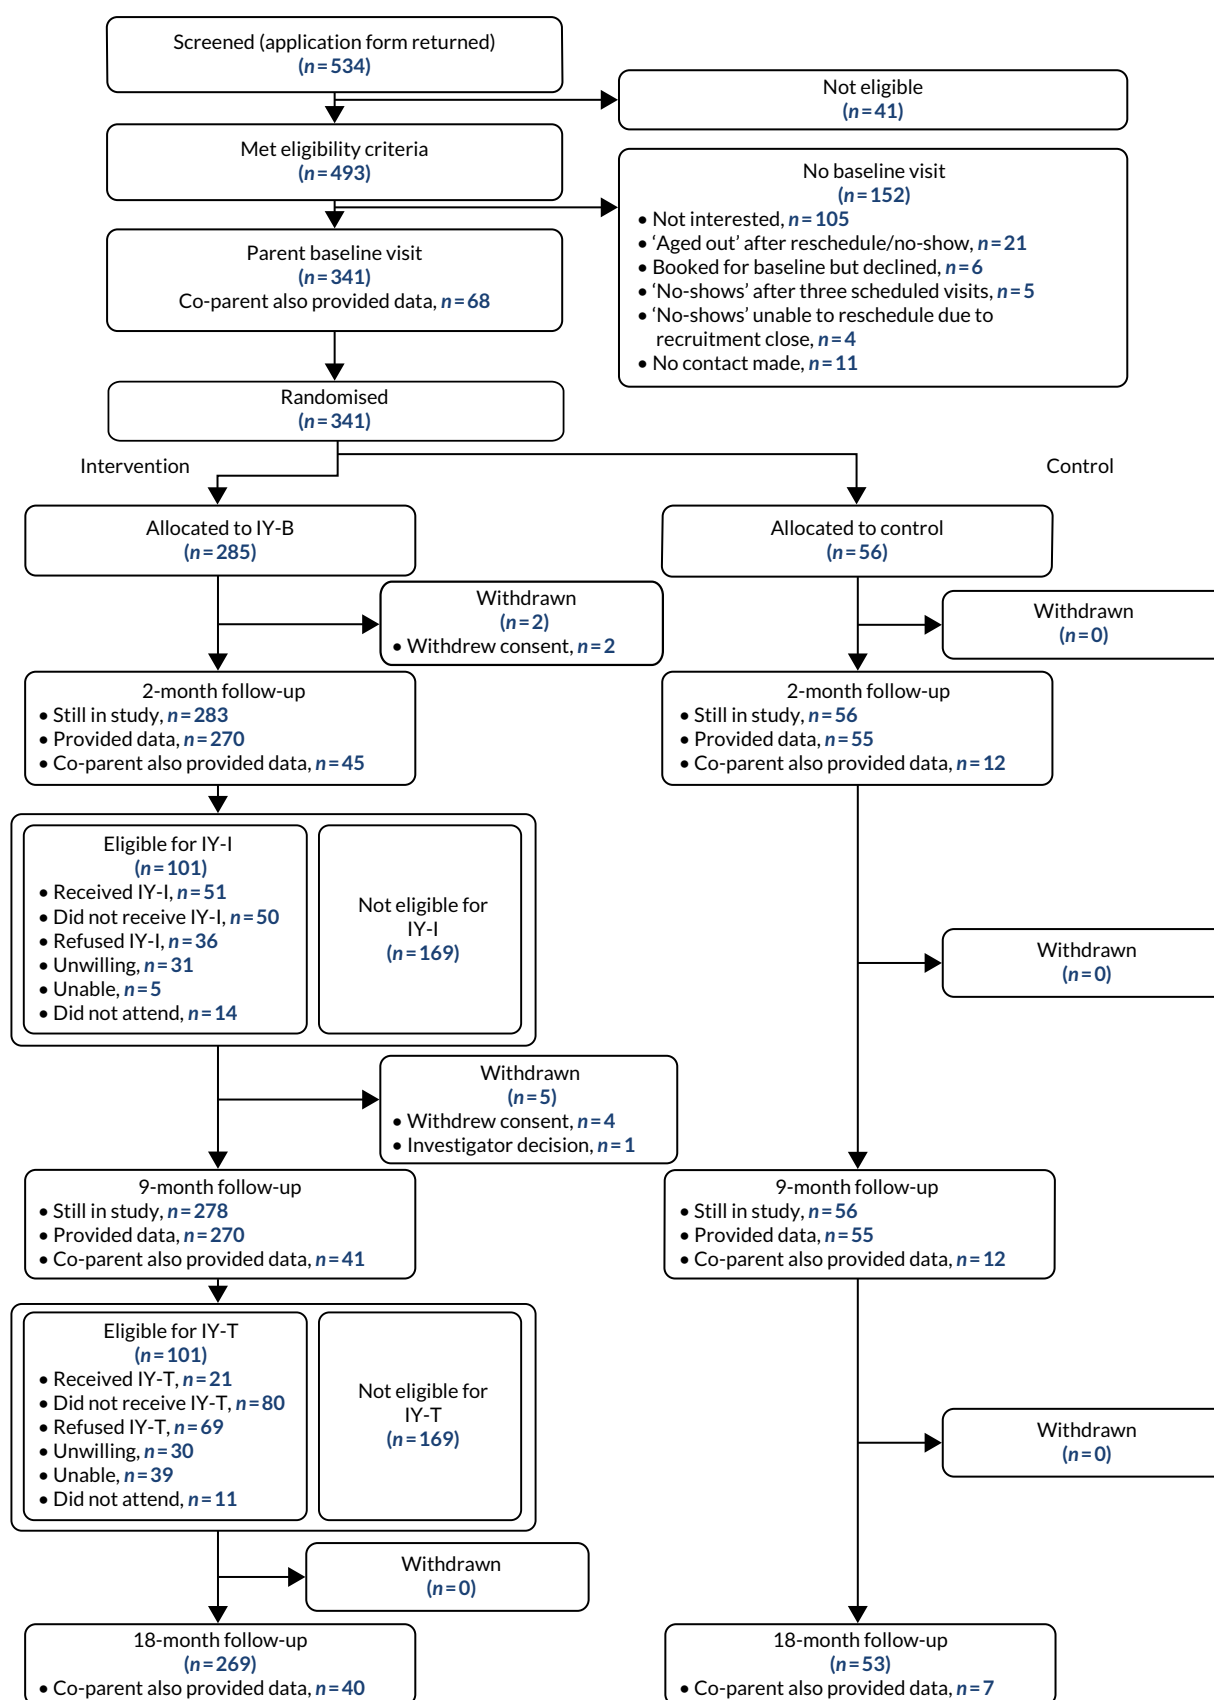 Screened (application form returned)
(n = 534)
Not eligible
(n = 41)
Met eligibility criteria
(n = 493)
No baseline visit
(n = 152)
• Not interested, n = 105
• ‘Aged out’ after reschedule/no-show, n = 21
• Booked for baseline but declined, n = 6
• ‘No-shows’ after three scheduled visits, n = 5
• ‘No-shows’ unable to reschedule due to
recruitment close, n = 4
• No contact made, n = 11
Parent baseline visit
(n = 341)
Co-parent also provided data, n = 68
Randomised
(n = 341)
Intervention
Control
Allocated to IY-B
(n = 285)
Allocated to control
(n = 56)
Withdrawn
(n = 2)
• Withdrew consent, n = 2
Withdrawn
(n = 0)
2-month follow-up
• Still in study, n = 283
• Provided data, n = 270
• Co-parent also provided data, n = 45
2-month follow-up
• Still in study, n = 56
• Provided data, n = 55
• Co-parent also provided data, n = 12
Eligible for IY-I
(n = 101)
• Received IY-I, n = 51
• Did not receive IY-I, n = 50
• Refused IY-I, n = 36
• Unwilling, n = 31
• Unable, n = 5
• Did not attend, n = 14
Not eligible for
IY-I
(n = 169)
Withdrawn
(n = 0)
Withdrawn
(n = 5)
• Withdrew consent, n = 4
• Investigator decision, n = 1
9-month follow-up
• Still in study, n = 278
• Provided data, n = 270
• Co-parent also provided data, n = 41
9-month follow-up
• Still in study, n = 56
• Provided data, n = 55
• Co-parent also provided data, n = 12
Eligible for IY-T
(n = 101)
• Received IY-T, n = 21
• Did not receive IY-T, n = 80
• Refused IY-T, n = 69
• Unwilling, n = 30
• Unable, n = 39
• Did not attend, n = 11
Not eligible for
IY-T
(n = 169)
Withdrawn
(n = 0)
Withdrawn
(n = 0)
18-month follow-up
(n = 269)
• Co-parent also provided data, n = 40
18-month follow-up
(n = 53)
• Co-parent also provided data, n = 7